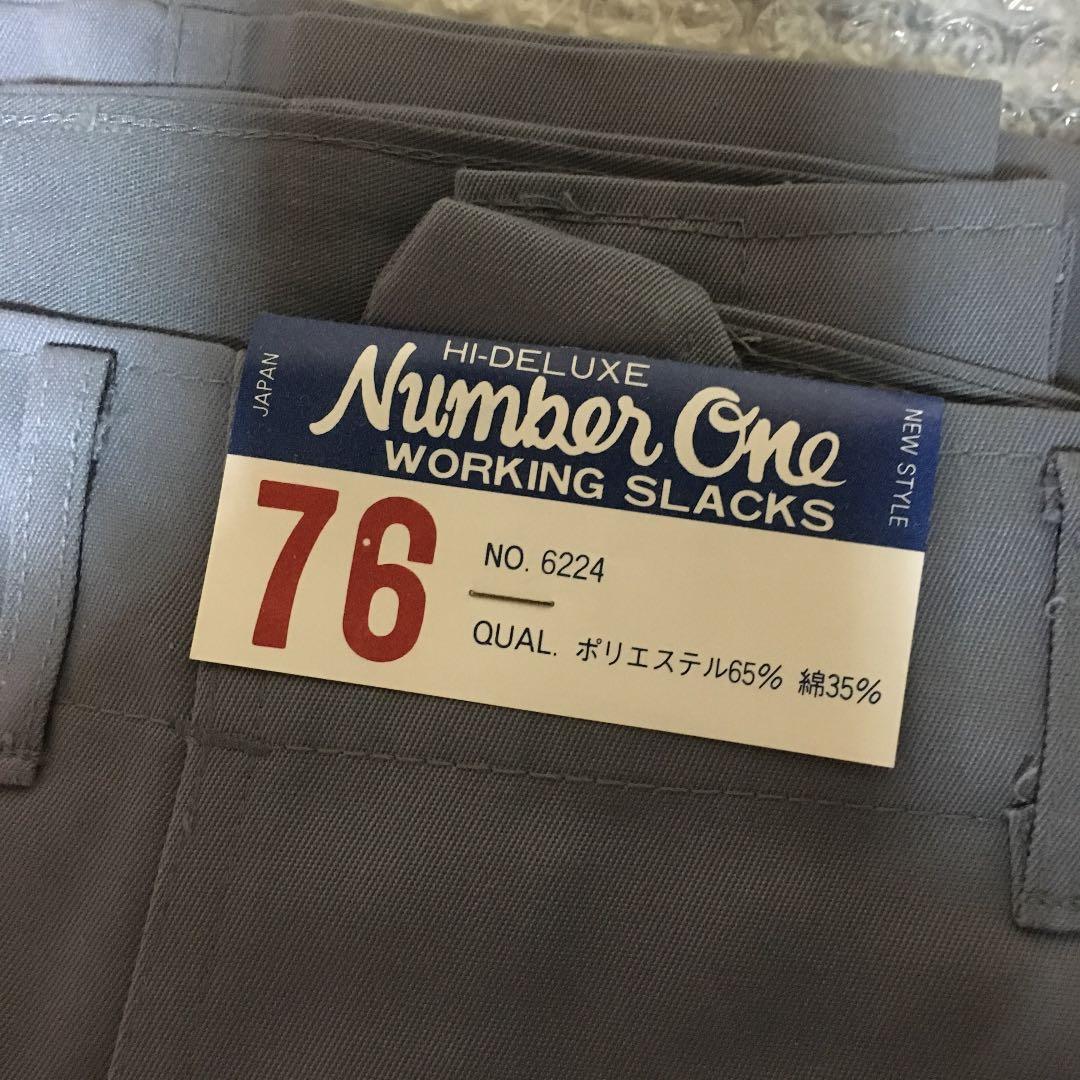 JAPAN
HI-DELUXE
Number One
WORKING SLACKS
NEW STYLE
76
NO. 6224
QUAL. ポリエステル65% 綿35%